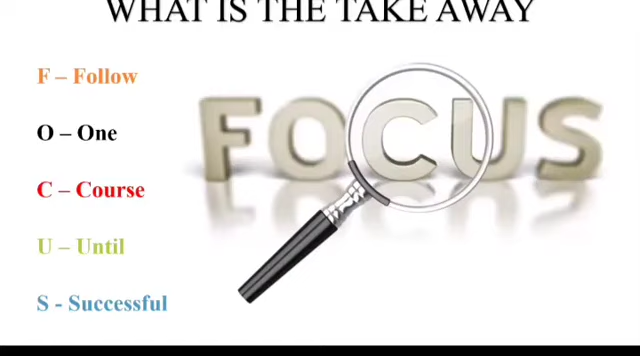 WHAT IS THE TAKE AWAY
F – Follow
O – One
C – Course
U – Until
S - Successful
FOCUS